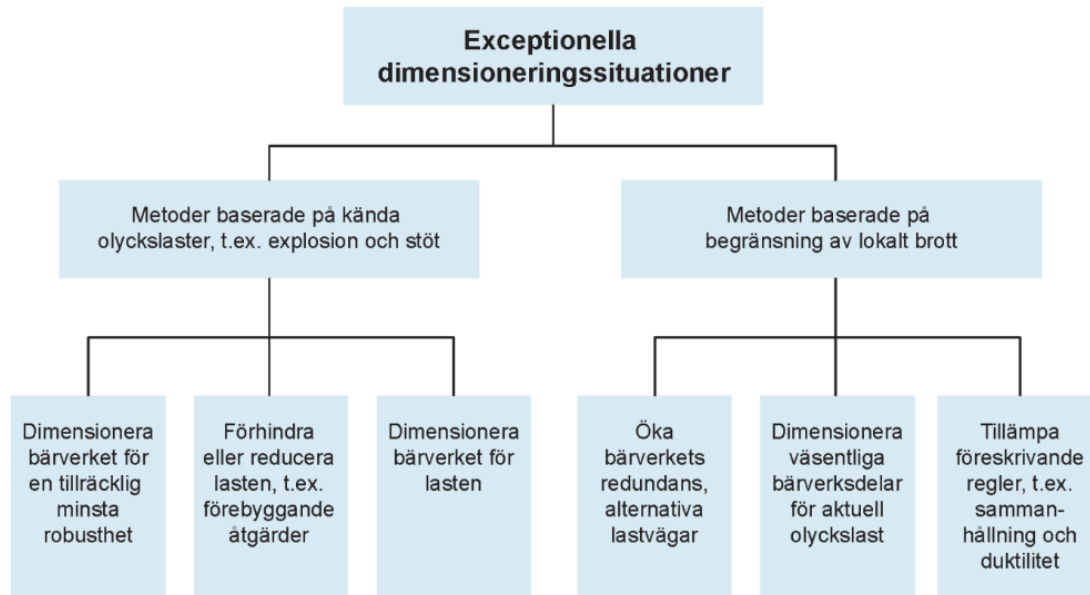 Exceptionella
dimensioneringssituationer
Metoder baserade på kända
olyckslaster, t.ex. explosion och stöt
Metoder baserade på
begränsning av lokalt brott
Dimensionera
bärverket för
en tillräcklig
minsta
robusthet
Förhindra
eller reducera
lasten, t.ex.
förebyggande
åtgärder
Dimensionera
bärverket för
lasten
Öka
bärverkets
redundans,
alternativa
lastvägar
Dimensionera
väsentliga
bärverksdelar
för aktuell
olyckslast
Tillämpa
föreskrivande
regler, t.ex.
samman-
hållning och
duktilitet